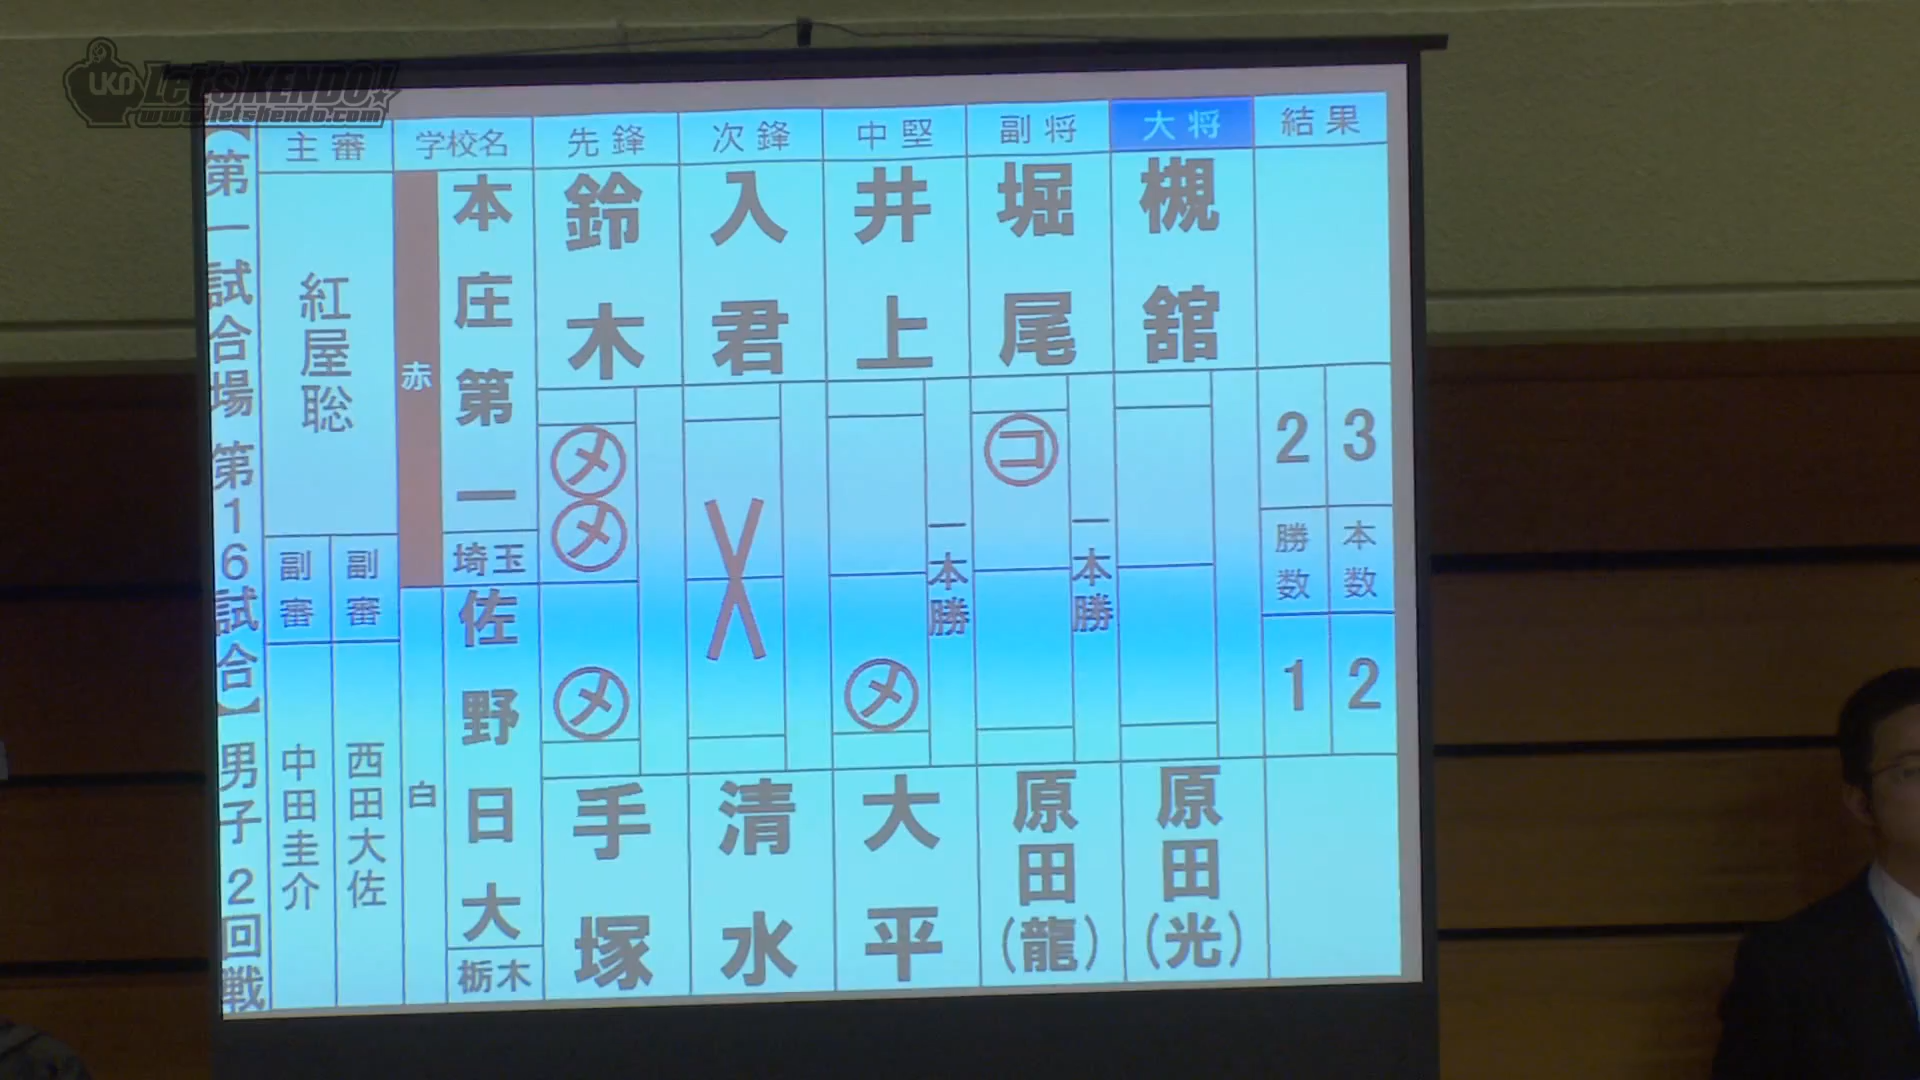 LKD Let's KENDO!
www.letskendo.com
【第一試合場 第16試合】 男子 2回戦
主審 学校名 先鋒 次鋒 中堅 副将 大将 結果
紅屋聡
副審 副審
中田圭介
西田大佐
赤
本庄第一
埼玉
鈴木
入君
井上
堀尾
槻舘
メ
メ
コ
一本勝
一本勝
2 3
勝数 本数
1 2
メ
メ
白
佐野日大
栃木
手塚
清水
大平
原田(龍)
原田(光)